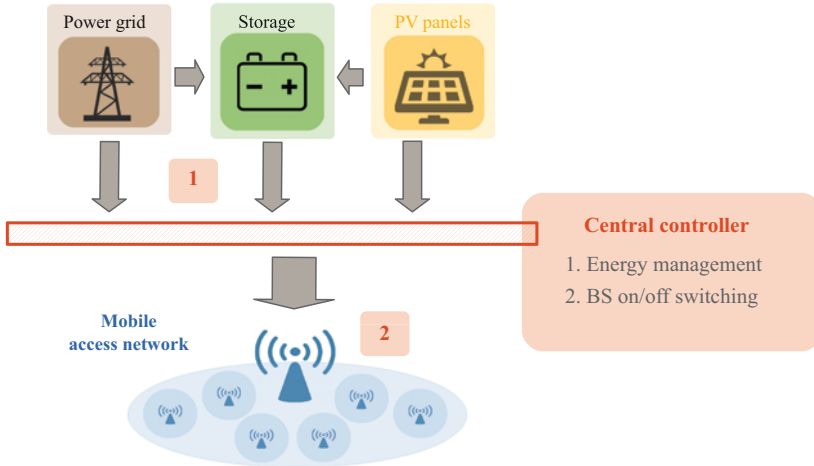 Power grid
Storage
PV panels
1
Central controller
1. Energy management
2. BS on/off switching
Mobile
access network
2